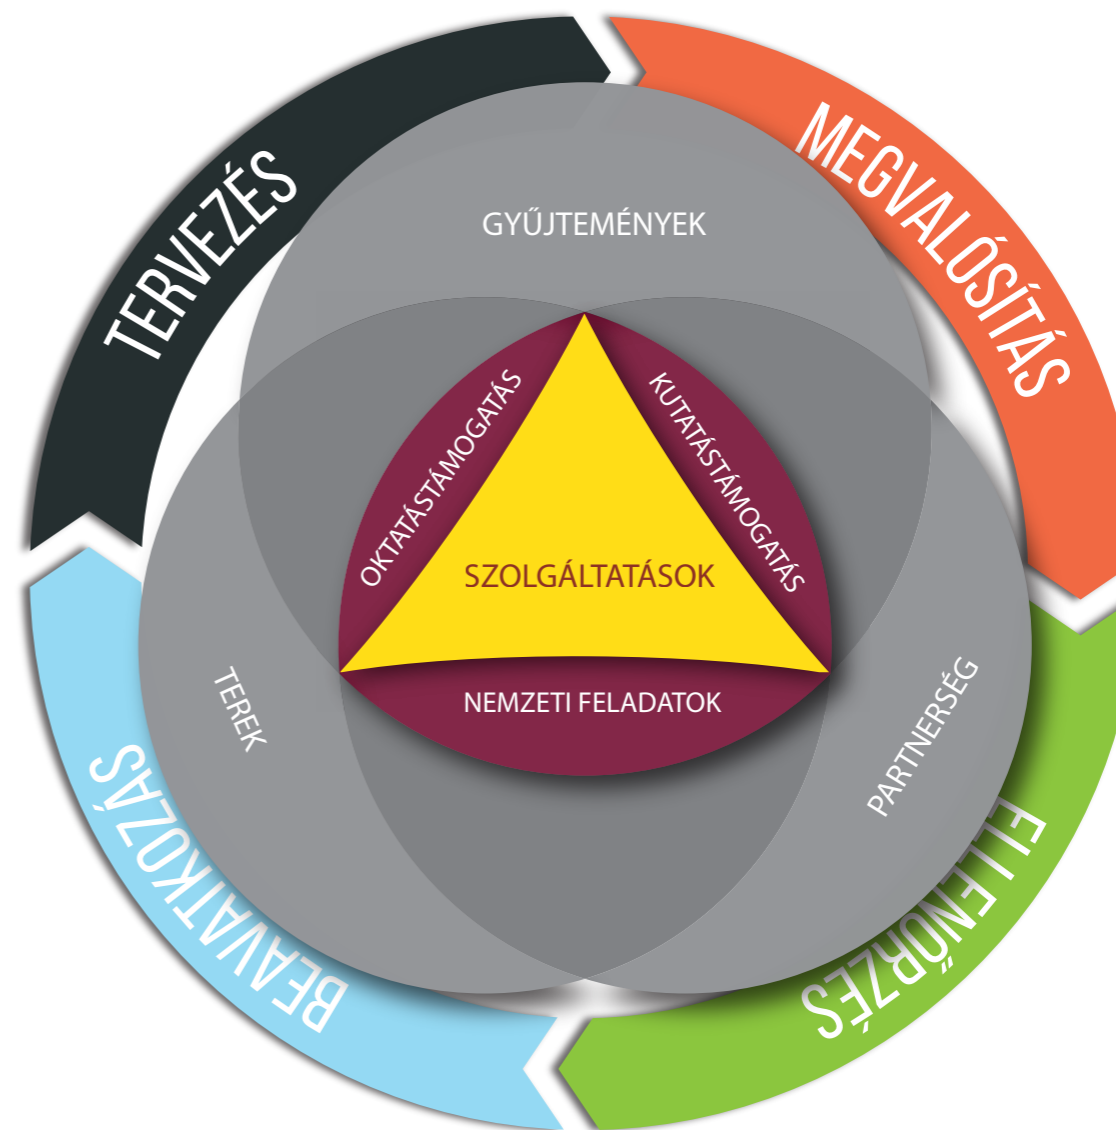 TERVEZÉS
MEGVALÓSÍTÁS
GYŰJTEMÉNYEK
OKTATÁSTÁMOGATÁS
KUTATÁSTÁMOGATÁS
SZOLGÁLTATÁSOK
NEMZETI FELADATOK
TEREK
PARTNERSÉG
BEAVATKOZÁS
ELLENŐRZÉS